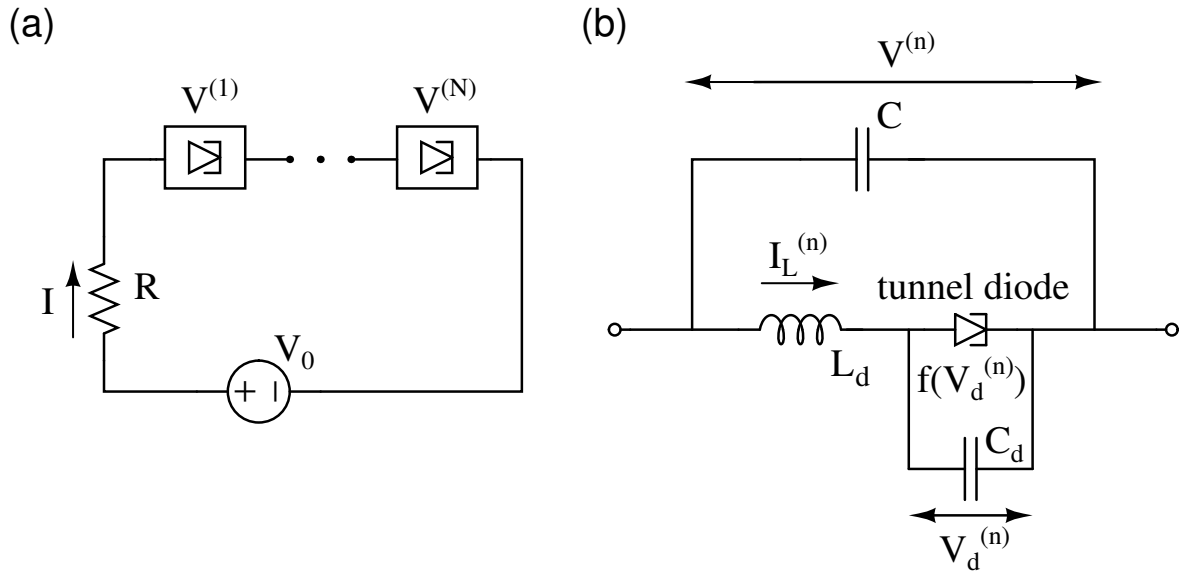 (a)
V^(1)
V^(N)
I
R
V_0
+ −
(b)
V^(n)
C
I_L^(n)
tunnel diode
L_d
f(V_d^(n))
C_d
V_d^(n)